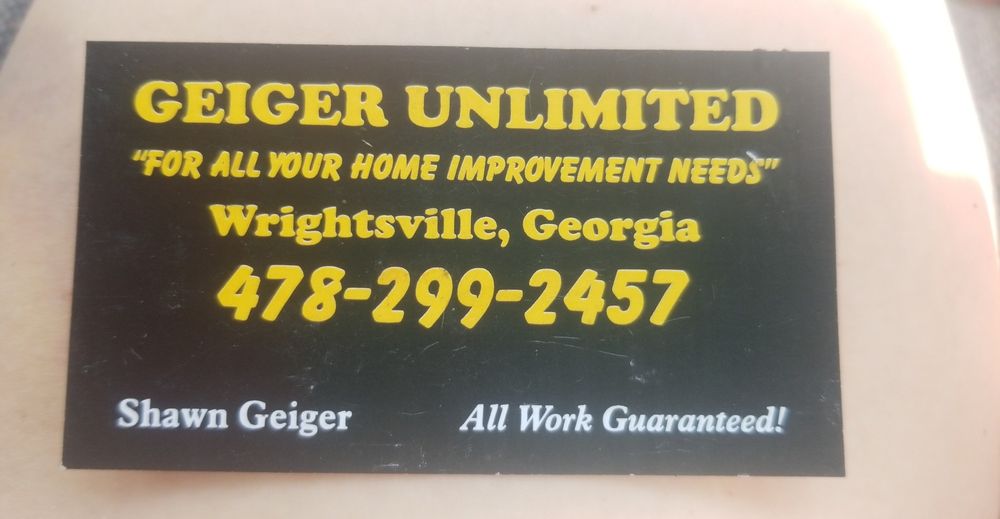 GEIGER UNLIMITED
"FOR ALL YOUR HOME IMPROVEMENT NEEDS"
Wrightsville, Georgia
478-299-2457
Shawn Geiger
All Work Guaranteed!